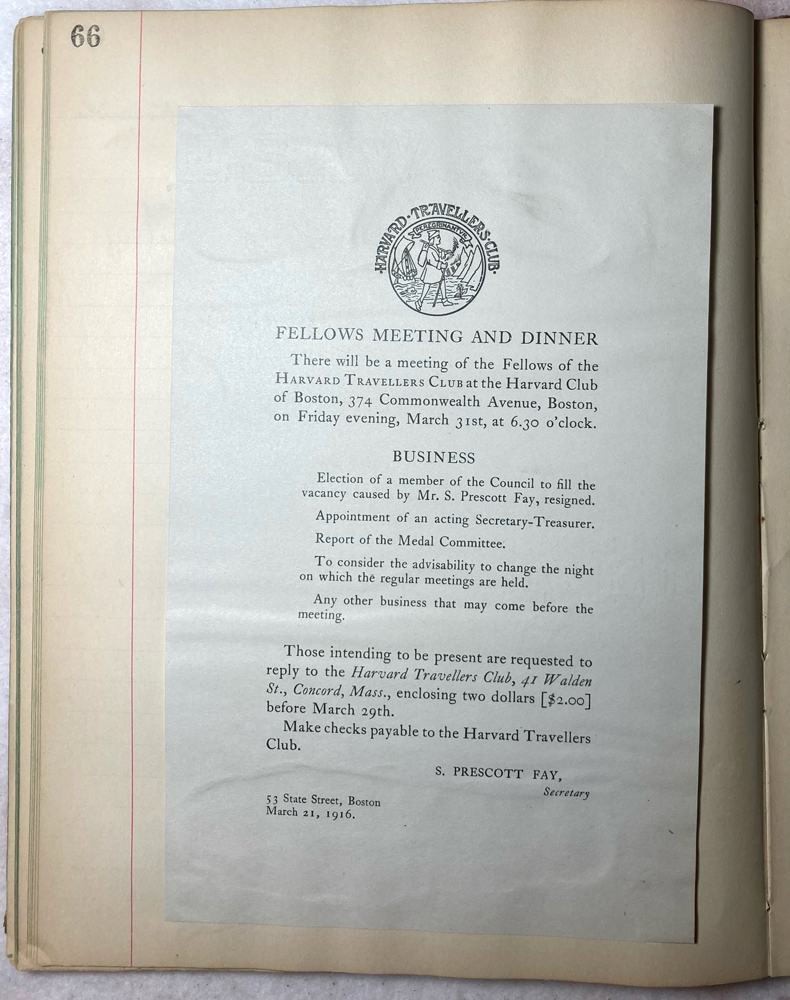 66
HARVARD·TRAVELLERS·CLUB·
FELLOWS MEETING AND DINNER
There will be a meeting of the Fellows of the
HARVARD TRAVELLERS CLUB at the Harvard Club
of Boston, 374 Commonwealth Avenue, Boston,
on Friday evening, March 31st, at 6.30 o'clock.
BUSINESS
Election of a member of the Council to fill the
vacancy caused by Mr. S. Prescott Fay, resigned.
Appointment of an acting Secretary-Treasurer.
Report of the Medal Committee.
To consider the advisability to change the night
on which the regular meetings are held.
Any other business that may come before the
meeting.
Those intending to be present are requested to
reply to the Harvard Travellers Club, 41 Walden
St., Concord, Mass., enclosing two dollars [$2.00]
before March 29th.
Make checks payable to the Harvard Travellers
Club.
S. PRESCOTT FAY,
Secretary
53 State Street, Boston
March 21, 1916.